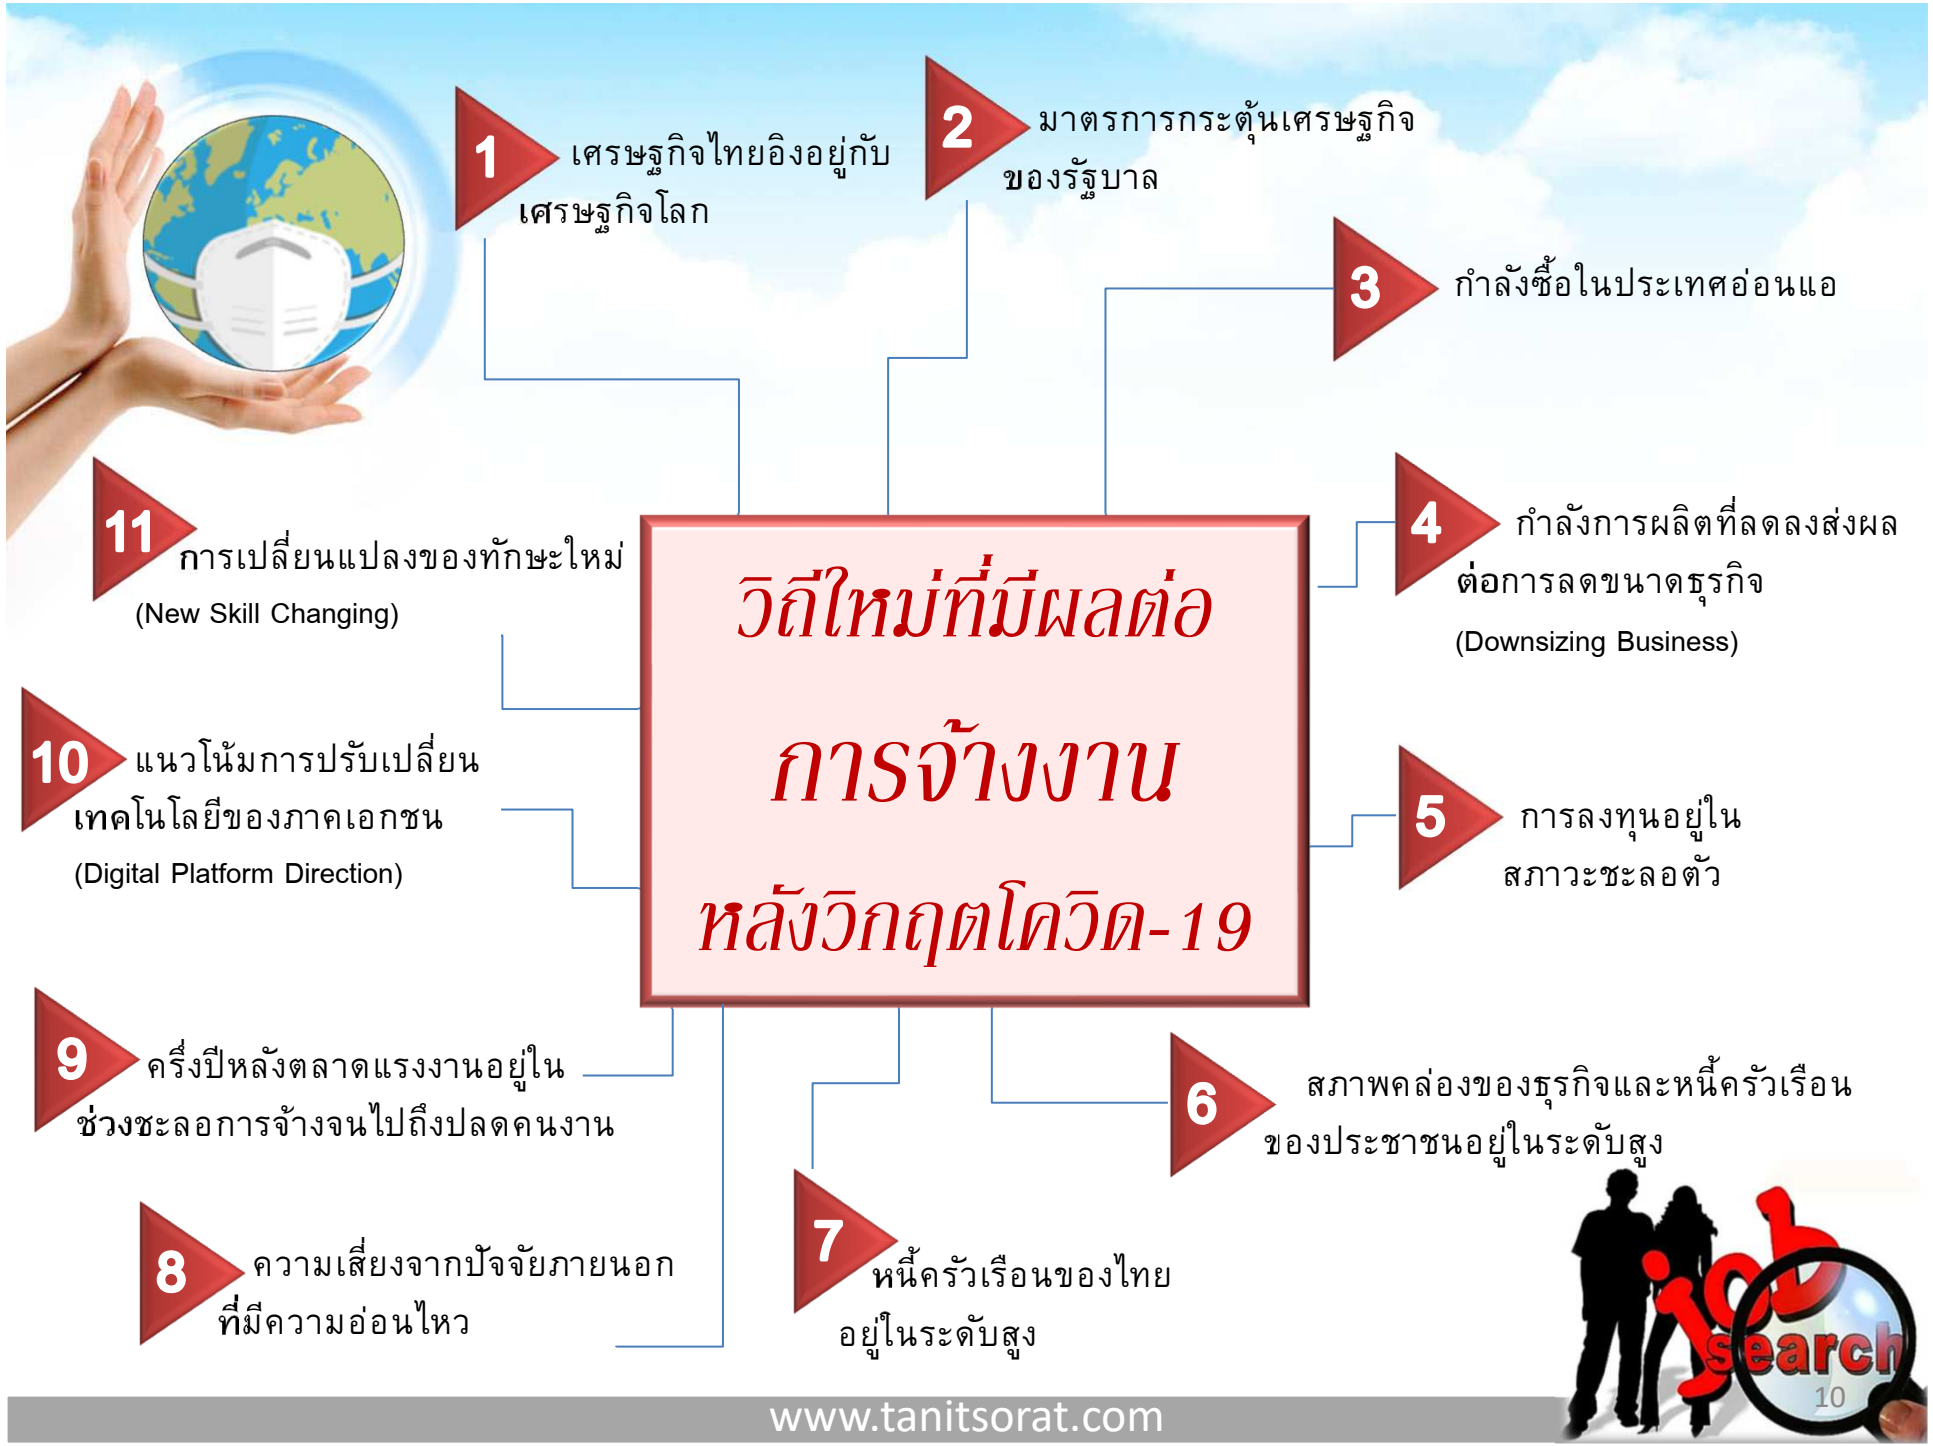 1
เศรษฐกิจไทยอิงอยู่กับ
เศรษฐกิจโลก
2
มาตรการกระตุ้นเศรษฐกิจ
ของรัฐบาล
3
กำลังซื้อในประเทศอ่อนแอ
4
กำลังการผลิตที่ลดลงส่งผล
ต่อการลดขนาดธุรกิจ
(Downsizing Business)
5
การลงทุนอยู่ใน
สภาวะชะลอตัว
6
สภาพคล่องของธุรกิจและหนี้ครัวเรือน
ของประชาชนอยู่ในระดับสูง
7
หนี้ครัวเรือนของไทย
อยู่ในระดับสูง
8
ความเสี่ยงจากปัจจัยภายนอก
ที่มีความอ่อนไหว
9
ครึ่งปีหลังตลาดแรงงานอยู่ใน
ช่วงชะลอการจ้างจนไปถึงปลดคนงาน
10
แนวโน้มการปรับเปลี่ยน
เทคโนโลยีของภาคเอกชน
(Digital Platform Direction)
11
การเปลี่ยนแปลงของทักษะใหม่
(New Skill Changing)
วิถีใหม่ที่มีผลต่อ
การจ้างงาน
หลังวิกฤตโควิด-19
job
search
10
www.tanitsorat.com